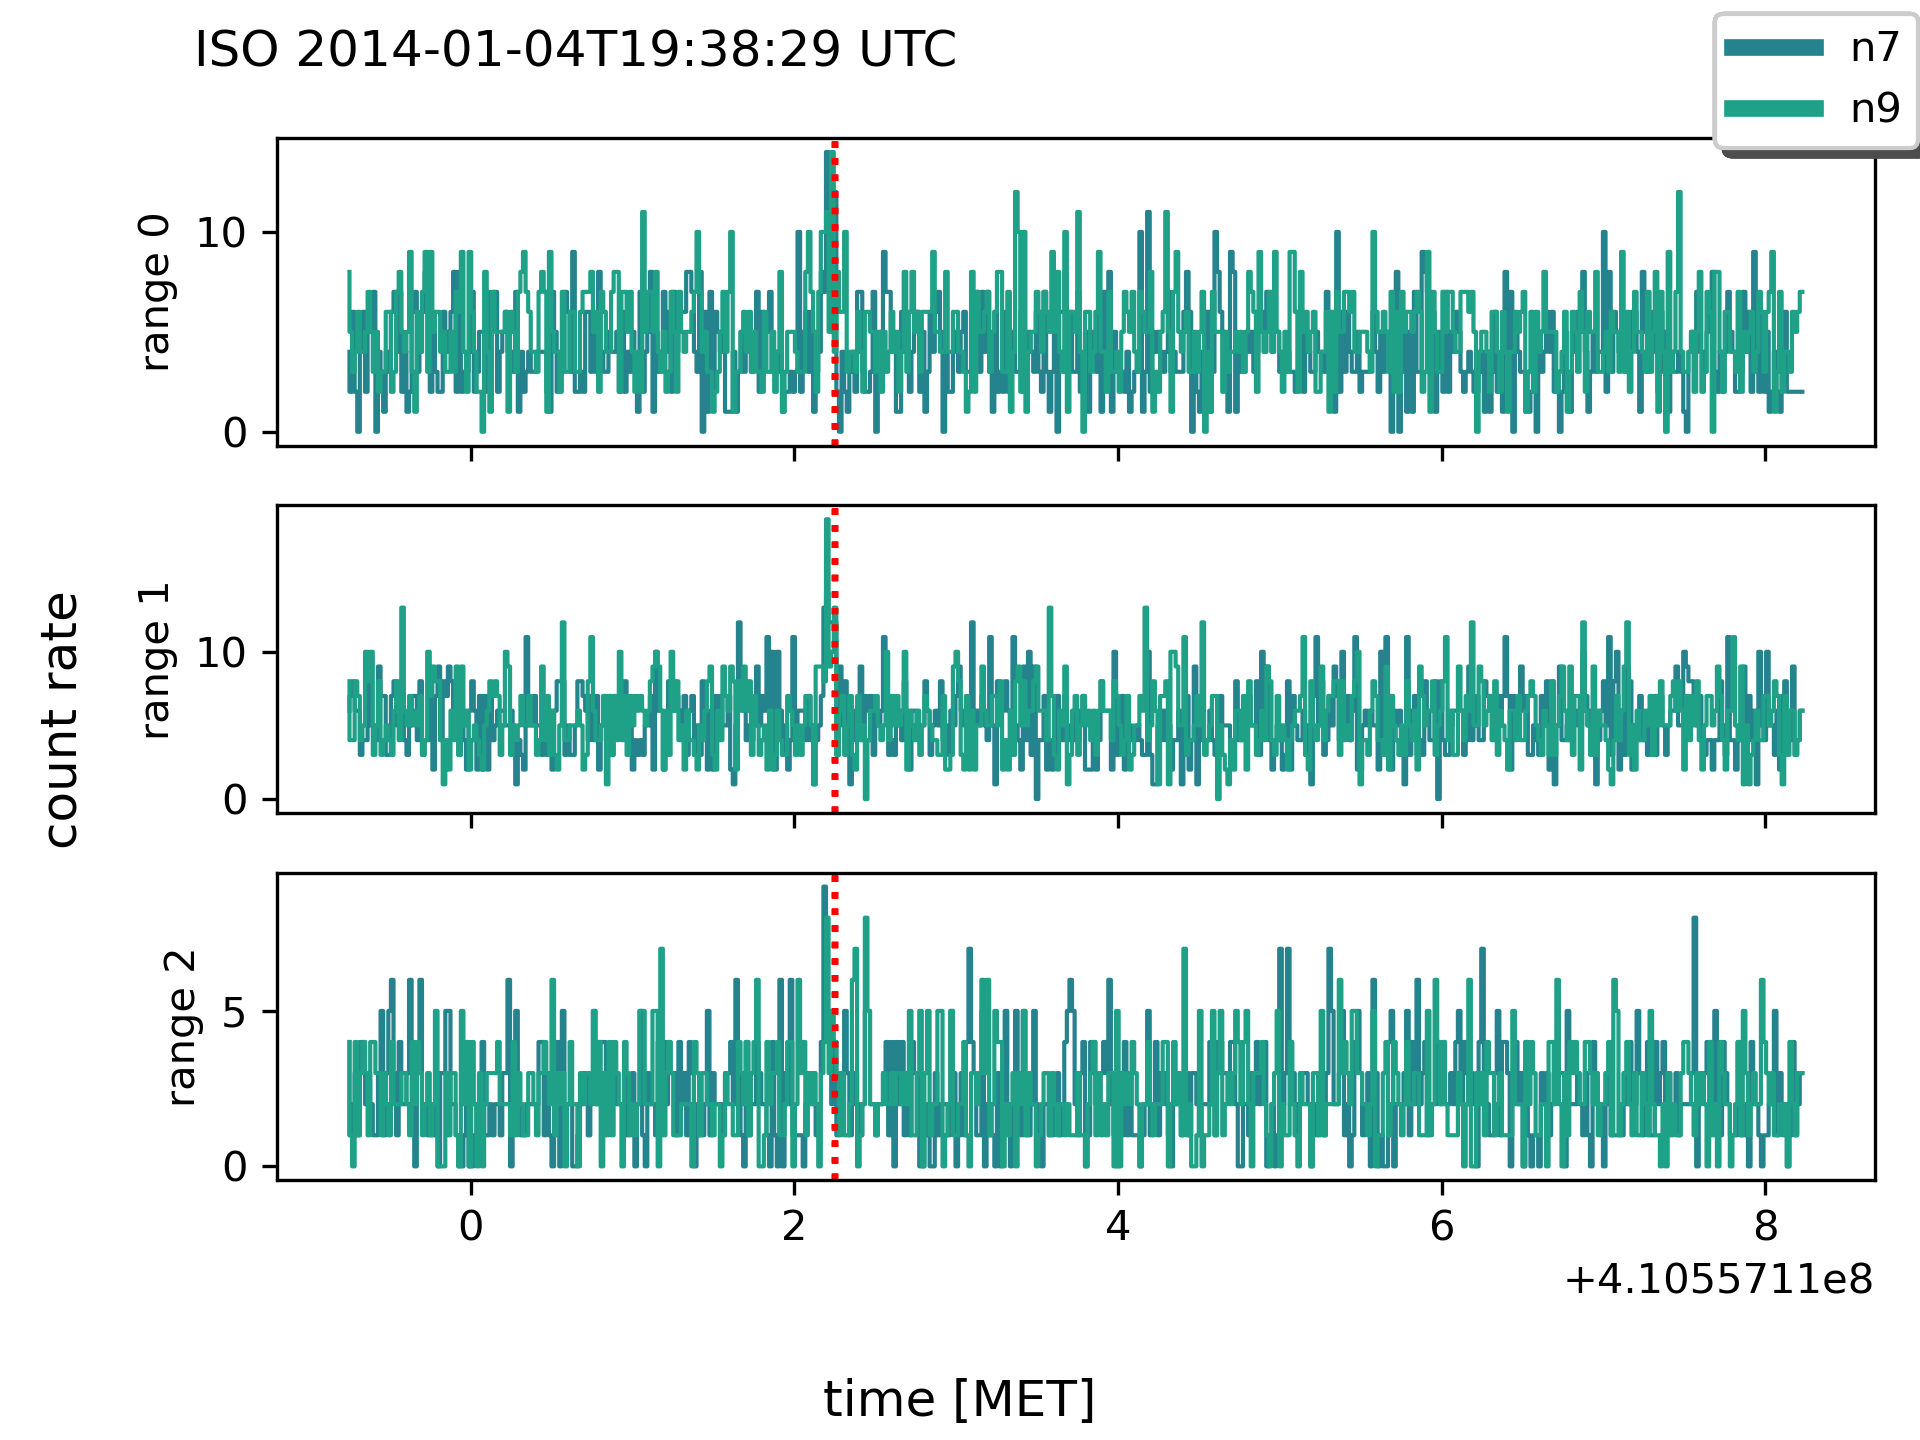 ISO 2014-01-04T19:38:29 UTC
n7
n9
range 0
10
0
range 1
10
0
count rate
range 2
5
0
0 2 4 6 8
+4.1055711e8
time [MET]